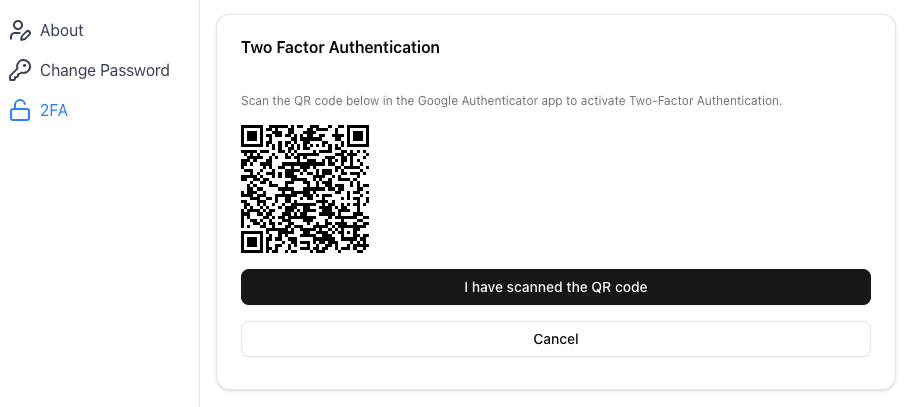 About
Change Password
2FA
Two Factor Authentication
Scan the QR code below in the Google Authenticator app to activate Two-Factor Authentication.
I have scanned the QR code
Cancel